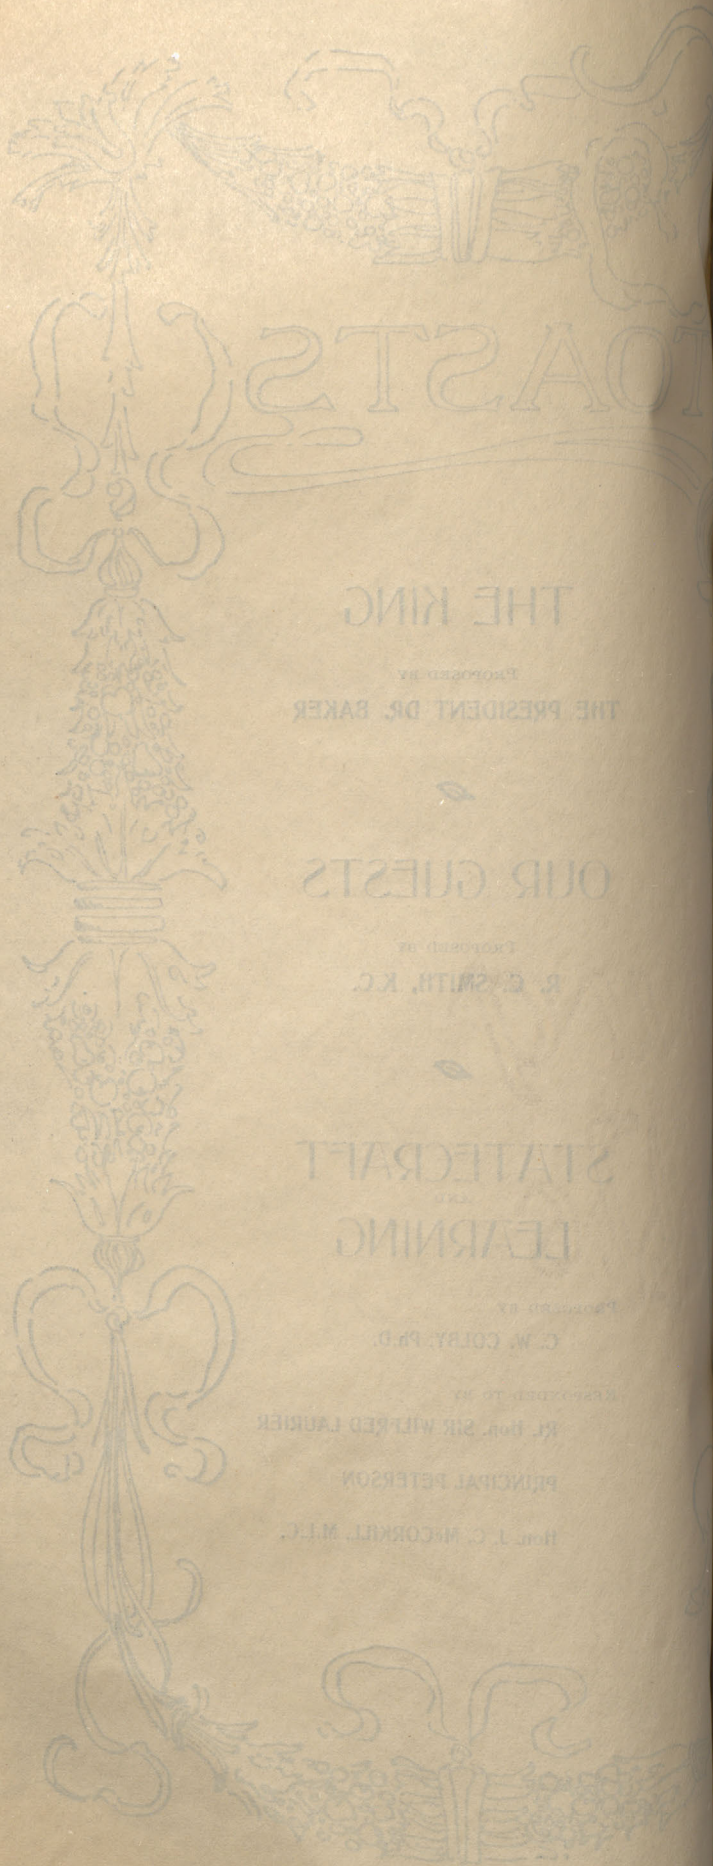 TOASTS
THE KING
PROPOSED BY
THE PRESIDENT DR. BAKER
OUR GUESTS
PROPOSED BY
R. C. SMITH, K.C.
STATECRAFT
AND
LEARNING
PROPOSED BY
C. W. COLBY, Ph.D.
RESPONDED TO BY
Rt. Hon. SIR WILFRED LAURIER
PRINCIPAL PETERSON
Hon. J. C. McCORKILL, M.L.C.